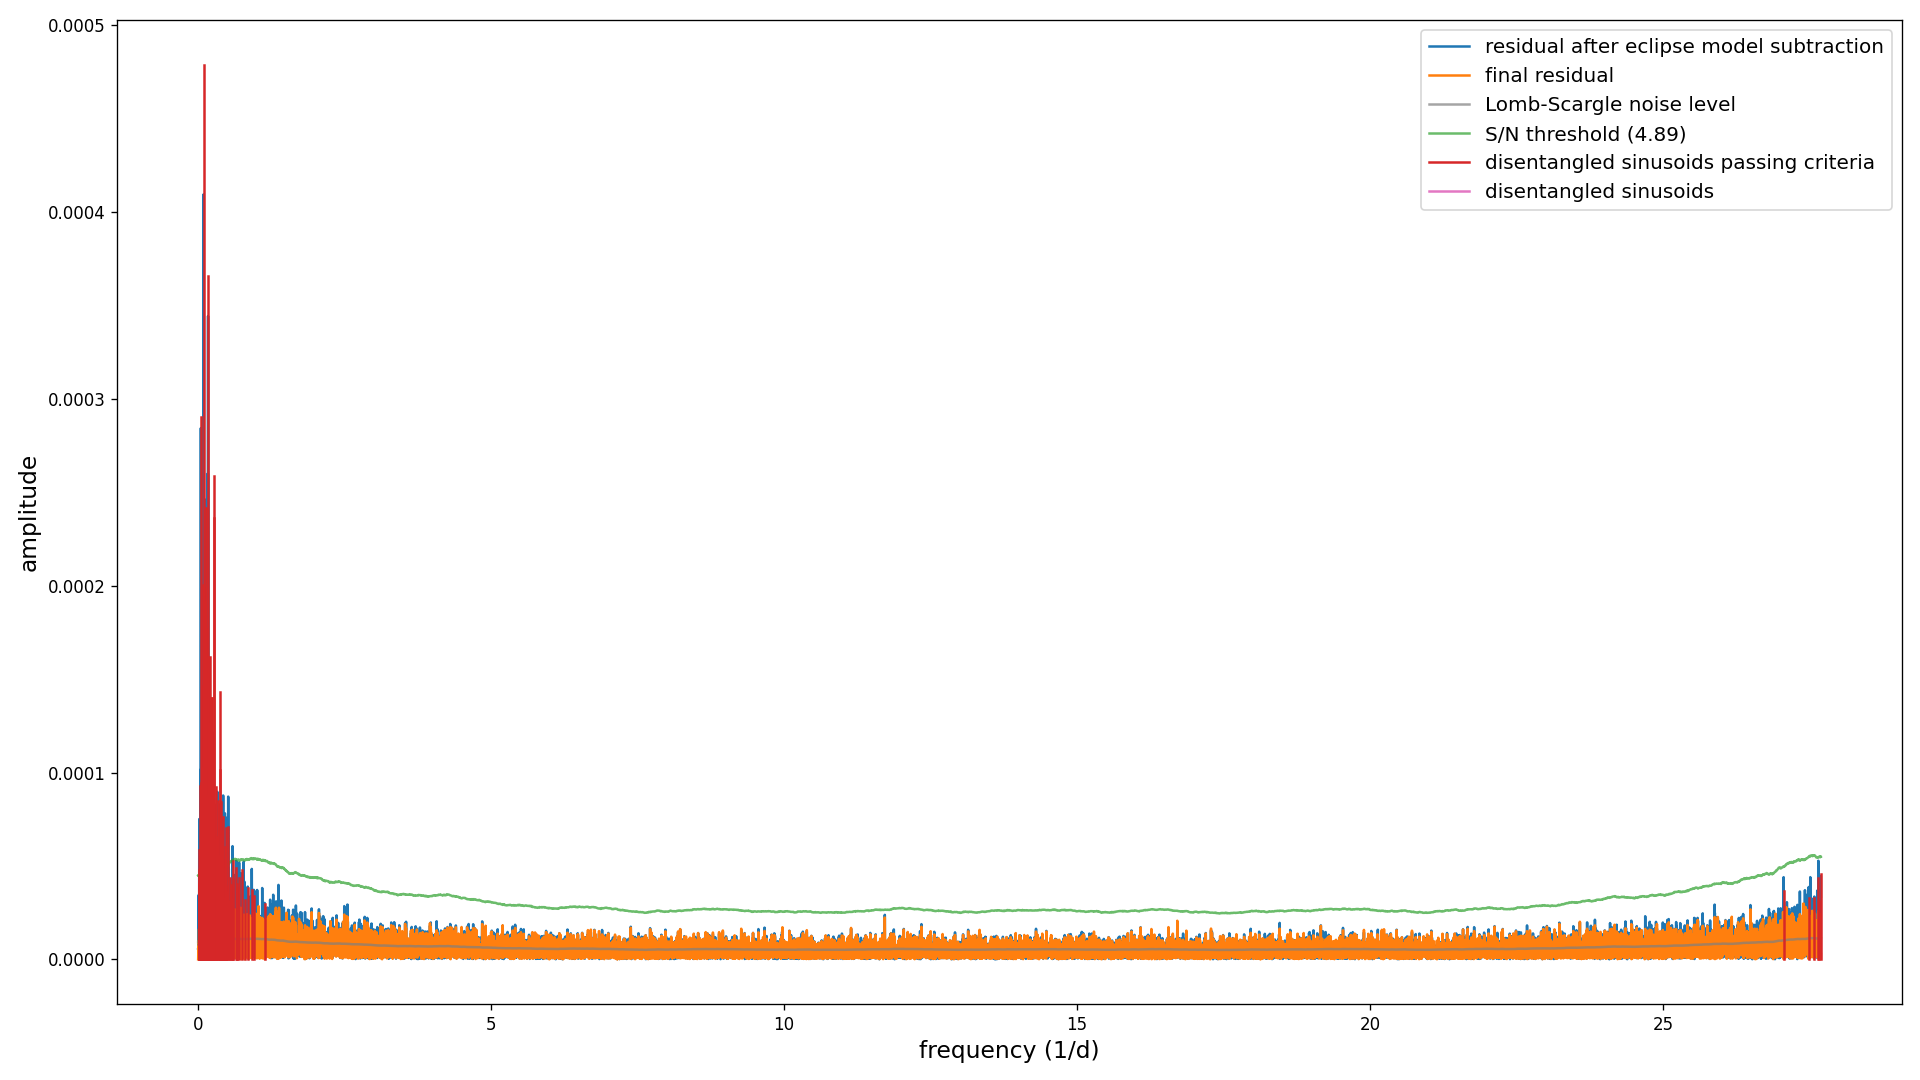 0.0005
0.0004
0.0003
0.0002
0.0001
0.0000
amplitude
0
5
10
15
20
25
frequency (1/d)
residual after eclipse model subtraction
final residual
Lomb-Scargle noise level
S/N threshold (4.89)
disentangled sinusoids passing criteria
disentangled sinusoids